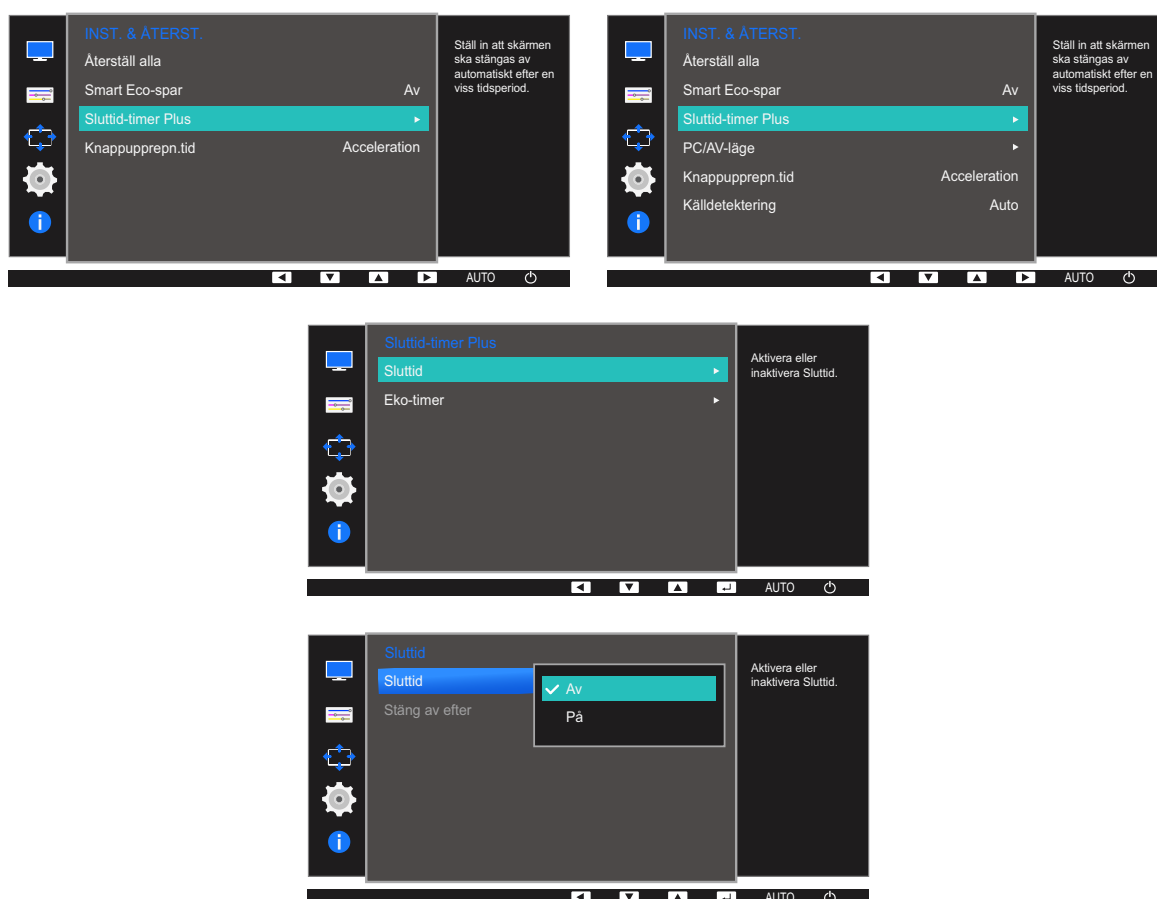 INST. & ÅTERST.
Återställ alla
Smart Eco-spar Av
Sluttid-timer Plus
Knappupprepn.tid Acceleration
Ställ in att skärmen
ska stängas av
automatiskt efter en
viss tidsperiod.
AUTO
INST. & ÅTERST.
Återställ alla
Smart Eco-spar Av
Sluttid-timer Plus
PC/AV-läge
Knappupprepn.tid Acceleration
Källdetektering Auto
Ställ in att skärmen
ska stängas av
automatiskt efter en
viss tidsperiod.
AUTO
Sluttid-timer Plus
Sluttid
Eko-timer
Aktivera eller
inaktivera Sluttid.
AUTO
Sluttid
Sluttid
Stäng av efter
Av
På
Aktivera eller
inaktivera Sluttid.
AUTO